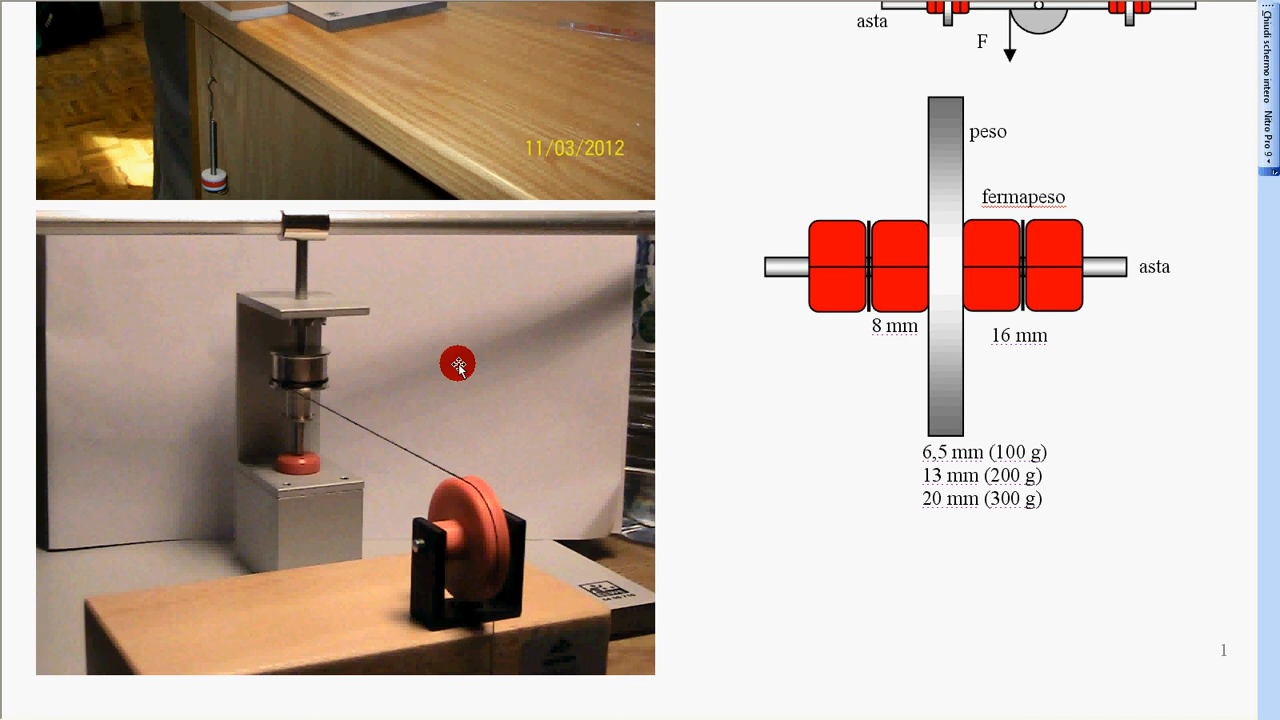 asta
F
11/03/2012
peso
fermapeso
asta
8 mm
16 mm
6,5 mm (100 g)
13 mm (200 g)
20 mm (300 g)
1
Chiudi schermo intero
Nitro Pro 9